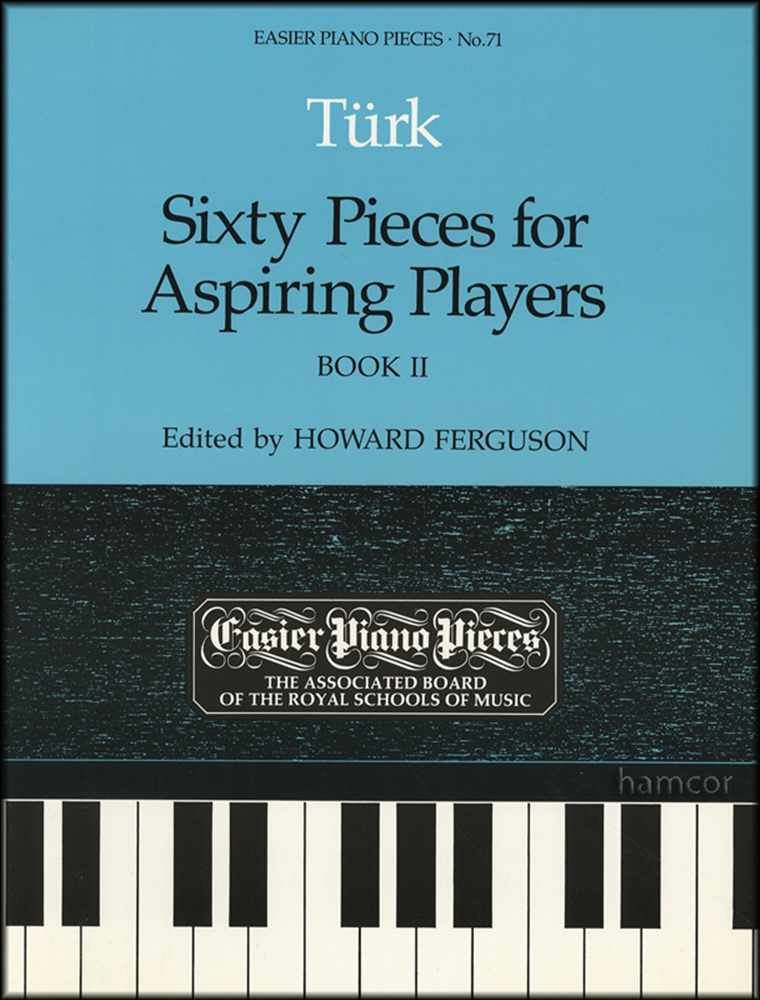 EASIER PIANO PIECES · No.71
Türk
Sixty Pieces for
Aspiring Players
BOOK II
Edited by HOWARD FERGUSON
Easier Piano Pieces
THE ASSOCIATED BOARD
OF THE ROYAL SCHOOLS OF MUSIC
hamcor